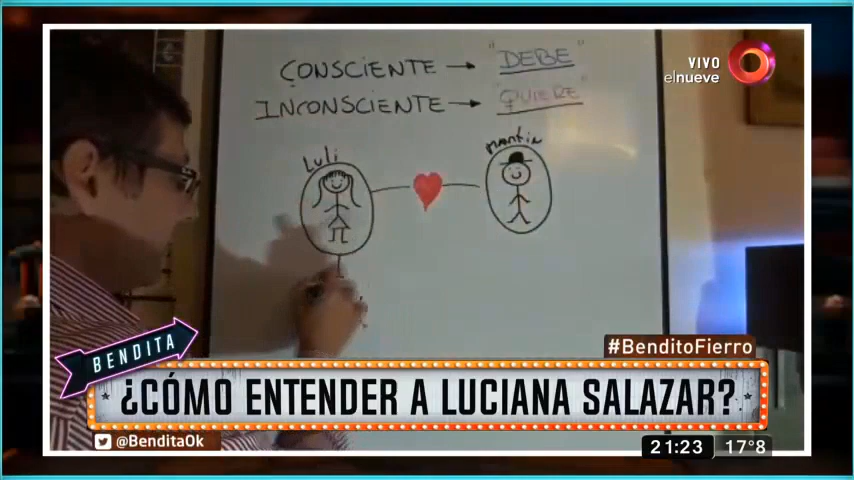 CONSCIENTE → "DEBE"
INCONSCIENTE → "QUIERE"
Luli
Martin
VIVO
elnueve
BENDITA
#BenditoFierro
¿CÓMO ENTENDER A LUCIANA SALAZAR?
@BenditaOk
21:23
17°8